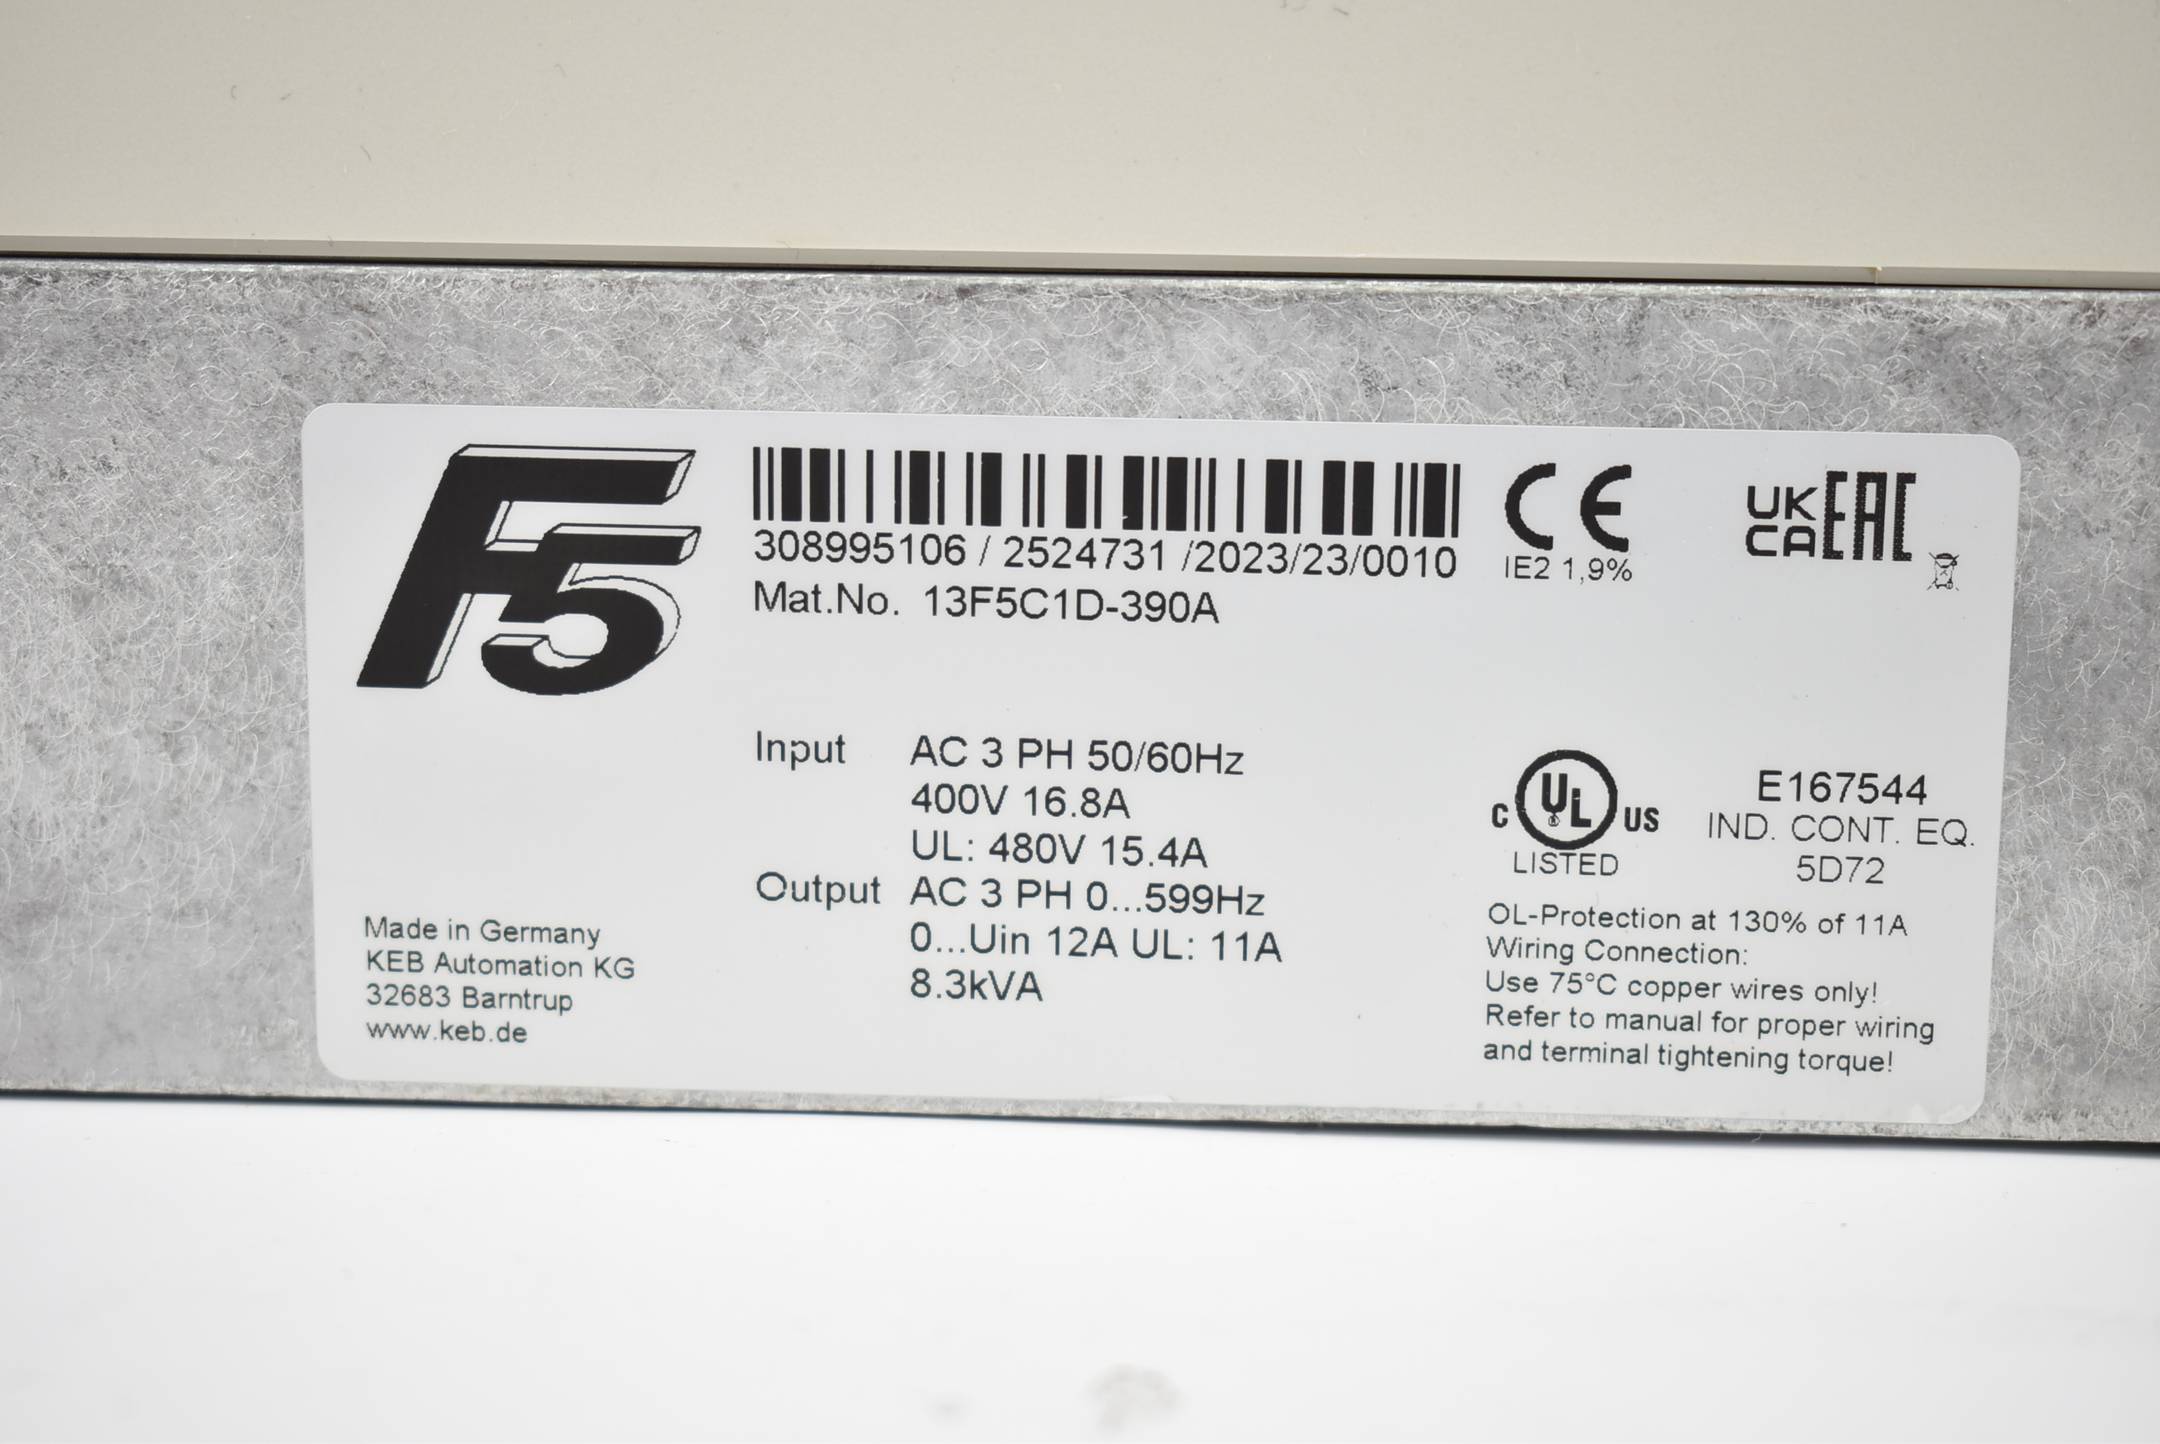 F5
308995106 / 2524731 /2023/23/0010
Mat.No. 13F5C1D-390A
CE
IE2 1,9%
UK
CA
EAC
Input AC 3 PH 50/60Hz
400V 16.8A
UL: 480V 15.4A
Output AC 3 PH 0...599Hz
0...Uin 12A UL: 11A
8.3kVA
Made in Germany
KEB Automation KG
32683 Barntrup
www.keb.de
C UL US
LISTED
E167544
IND. CONT. EQ.
5D72
OL-Protection at 130% of 11A
Wiring Connection:
Use 75°C copper wires only!
Refer to manual for proper wiring
and terminal tightening torque!